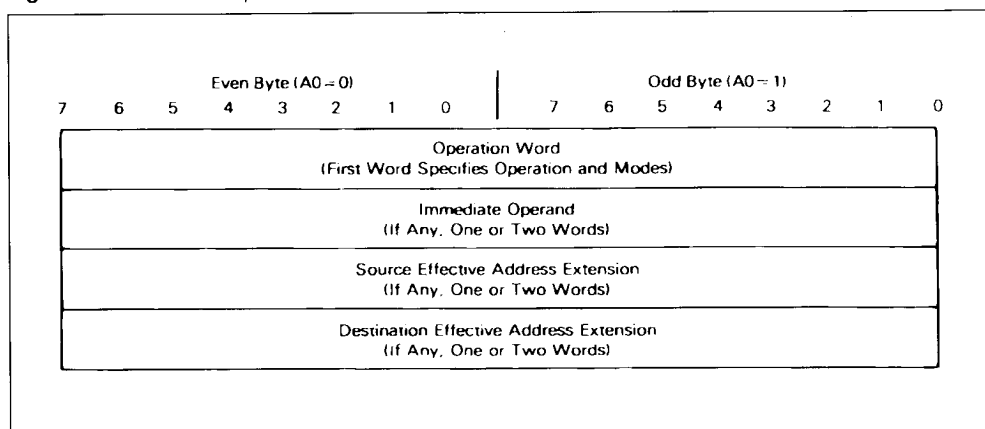 Even Byte (A0 = 0) Odd Byte (A0 = 1)
7 6 5 4 3 2 1 0 7 6 5 4 3 2 1 0
Operation Word
(First Word Specifies Operation and Modes)
Immediate Operand
(If Any, One or Two Words)
Source Effective Address Extension
(If Any, One or Two Words)
Destination Effective Address Extension
(If Any, One or Two Words)